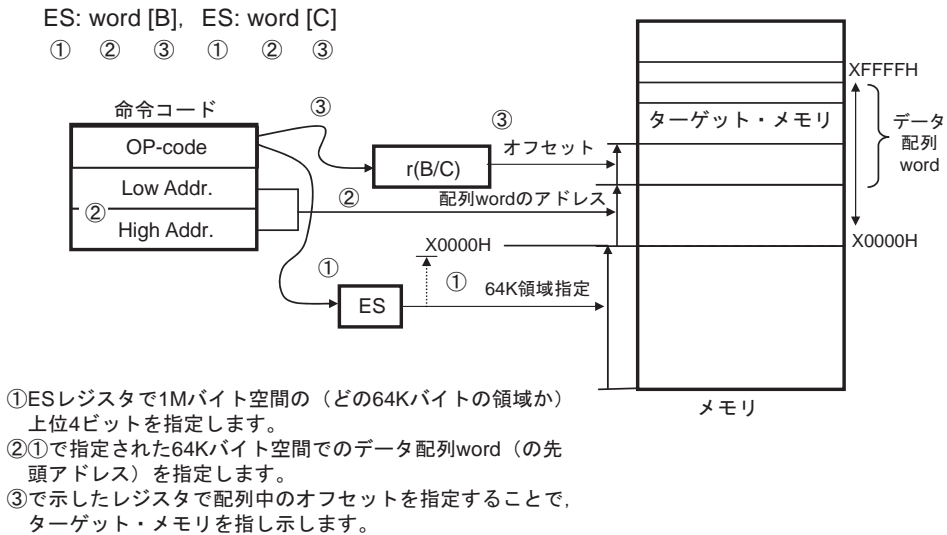 ES: word [B],  ES: word [C]
① ② ③ ① ② ③
命令コード
OP-code
Low Addr.
②
High Addr.
③
r(B/C)
③
オフセット
②
配列wordのアドレス
X0000H
①
ES
①
64K領域指定
ターゲット・メモリ
XFFFFH
データ
配列
word
X0000H
メモリ
①ESレジスタで1Mバイト空間の（どの64Kバイトの領域か）
上位4ビットを指定します。
②①で指定された64Kバイト空間でのデータ配列word（の先
頭アドレス）を指定します。
③で示したレジスタで配列中のオフセットを指定することで，
ターゲット・メモリを指し示します。